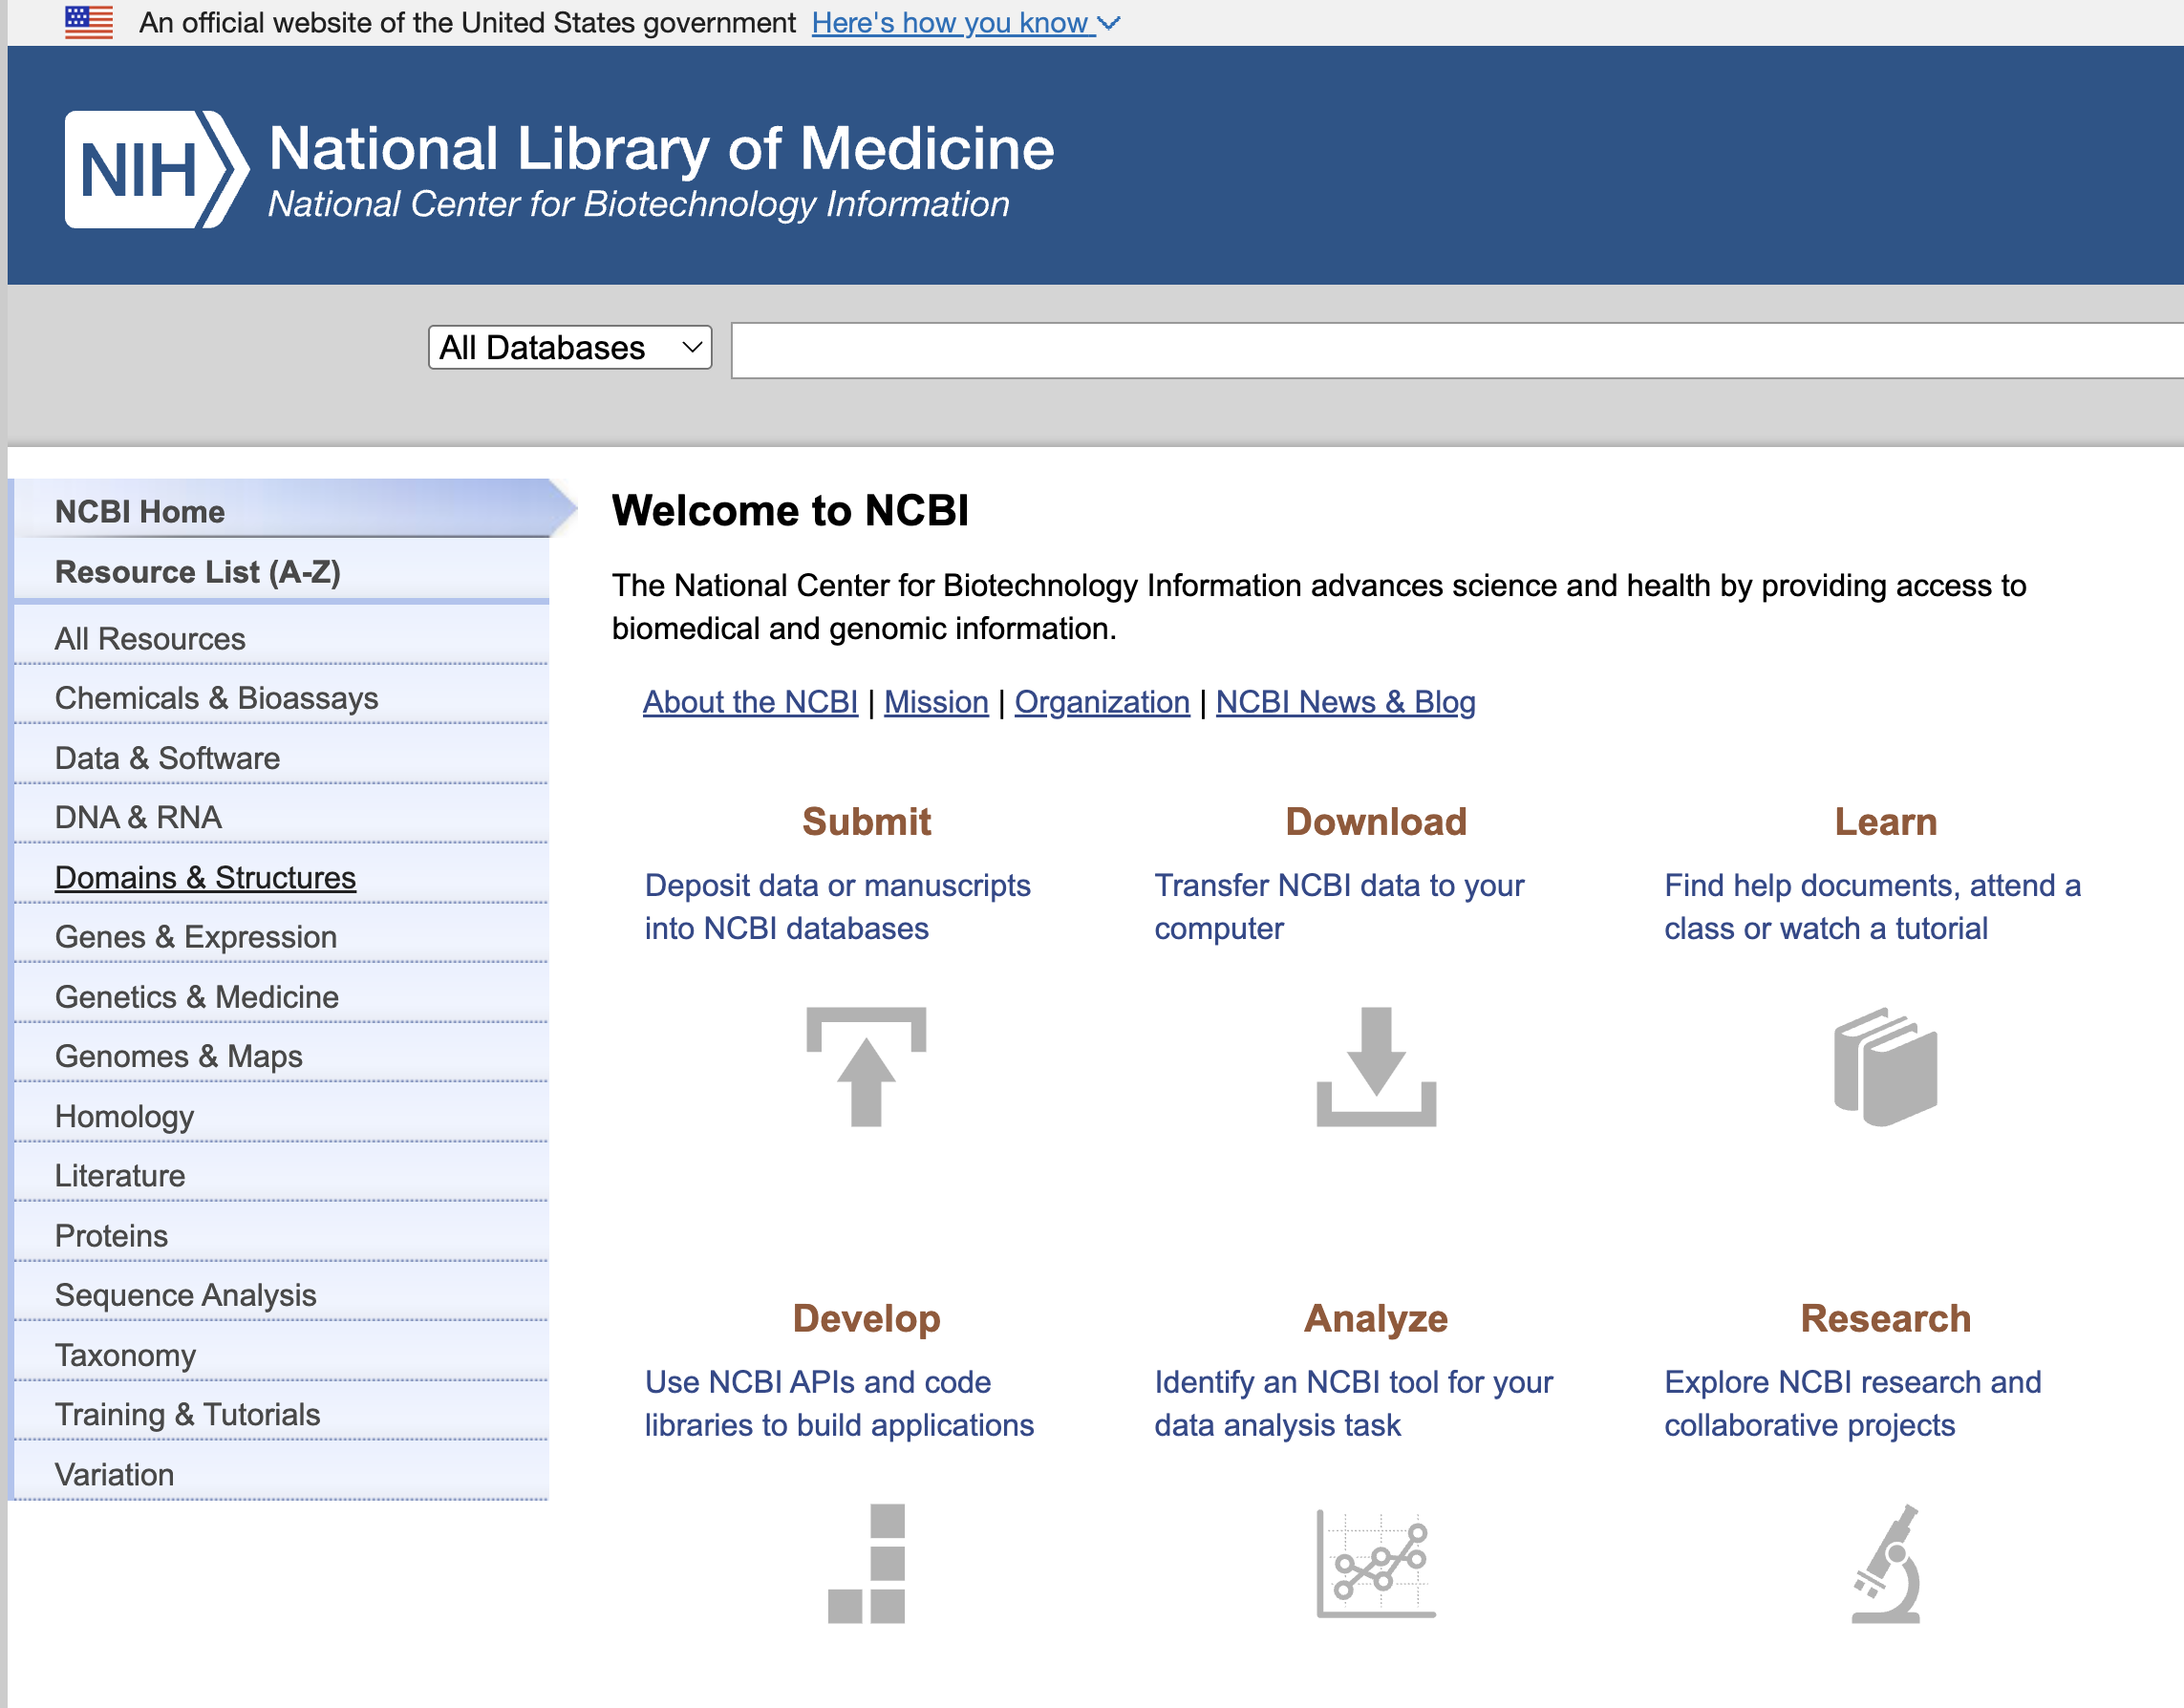 An official website of the United States government Here's how you know
NIH
National Library of Medicine
National Center for Biotechnology Information
All Databases
NCBI Home
Resource List (A-Z)
All Resources
Chemicals & Bioassays
Data & Software
DNA & RNA
Domains & Structures
Genes & Expression
Genetics & Medicine
Genomes & Maps
Homology
Literature
Proteins
Sequence Analysis
Taxonomy
Training & Tutorials
Variation
Welcome to NCBI
The National Center for Biotechnology Information advances science and health by providing access to
biomedical and genomic information.
About the NCBI | Mission | Organization | NCBI News & Blog
Submit
Deposit data or manuscripts
into NCBI databases
Download
Transfer NCBI data to your
computer
Learn
Find help documents, attend a
class or watch a tutorial
Develop
Use NCBI APIs and code
libraries to build applications
Analyze
Identify an NCBI tool for your
data analysis task
Research
Explore NCBI research and
collaborative projects